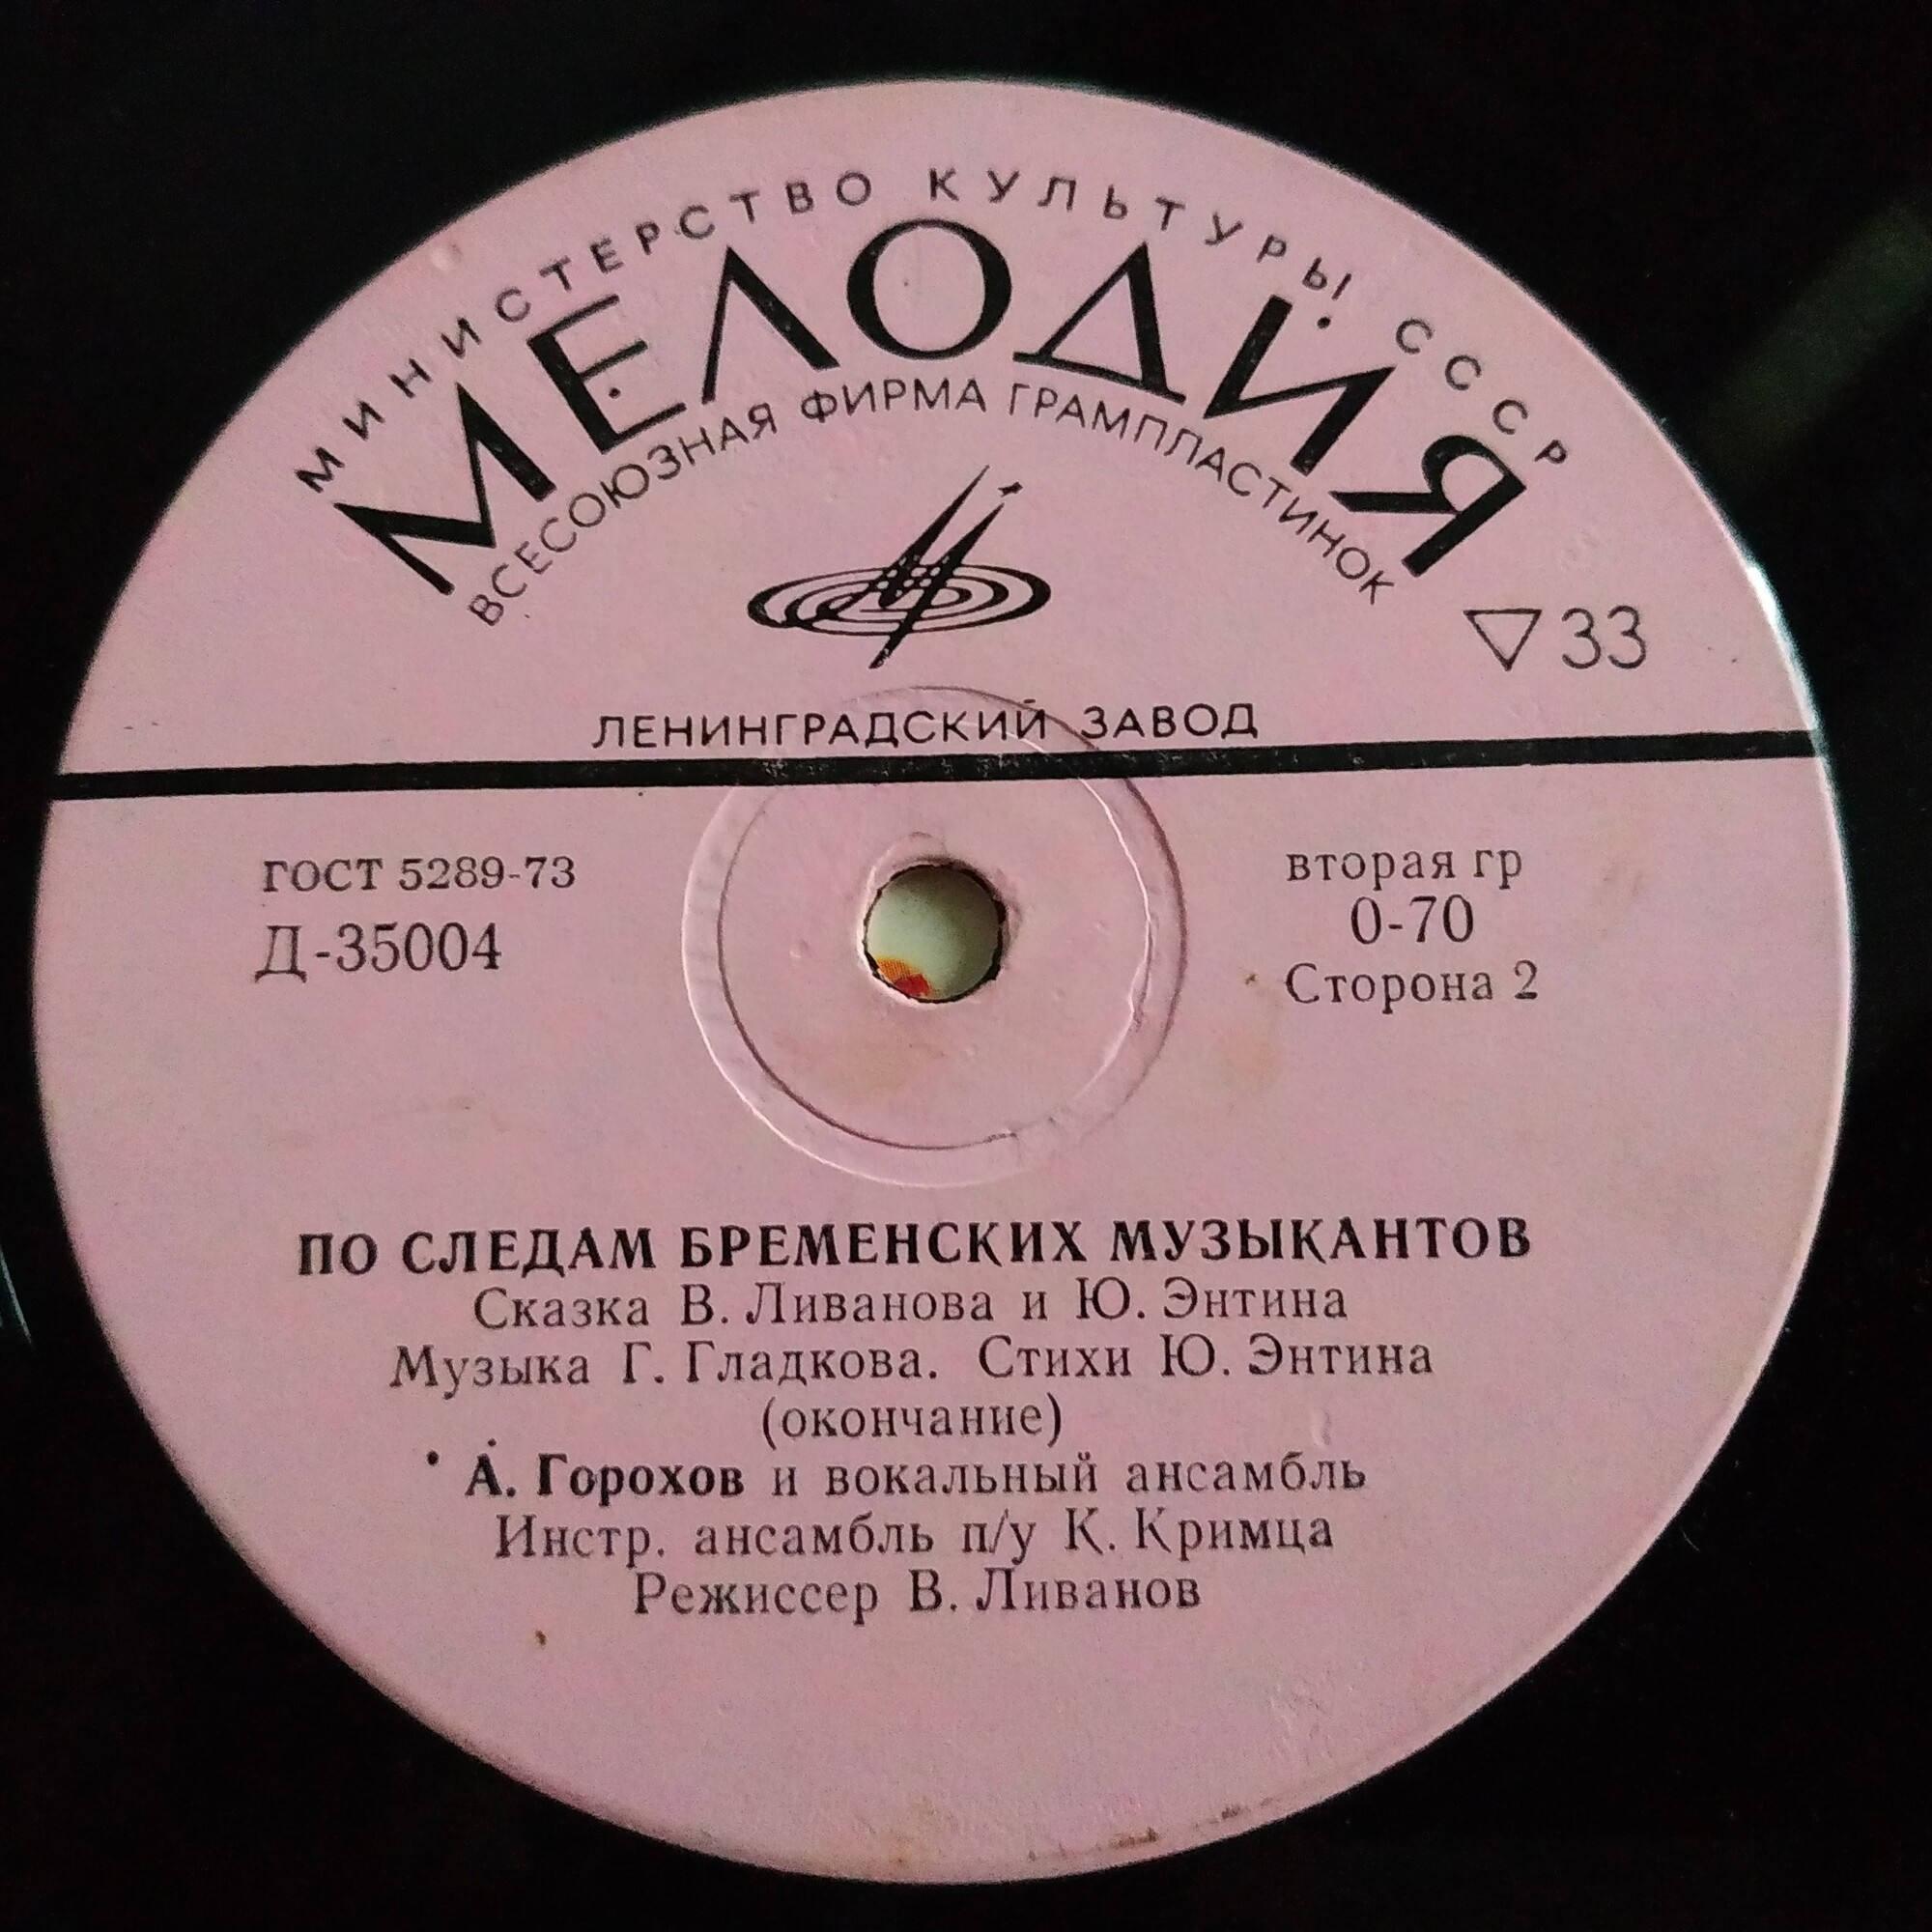 МИНИСТЕРСТВО КУЛЬТУРЫ СССР
МЕЛОДИЯ
ВСЕСОЮЗНАЯ ФИРМА ГРАМПЛАСТИНОК
33
ЛЕНИНГРАДСКИЙ ЗАВОД
ГОСТ 5289-73
Д-35004
вторая гр
0-70
Сторона 2
ПО СЛЕДАМ БРЕМЕНСКИХ МУЗЫКАНТОВ
Сказка В. Ливанова и Ю. Энтина
Музыка Г. Гладкова. Стихи Ю. Энтина
(окончание)
А. Горохов и вокальный ансамбль
Инстр. ансамбль п/у К. Кримца
Режиссер В. Ливанов